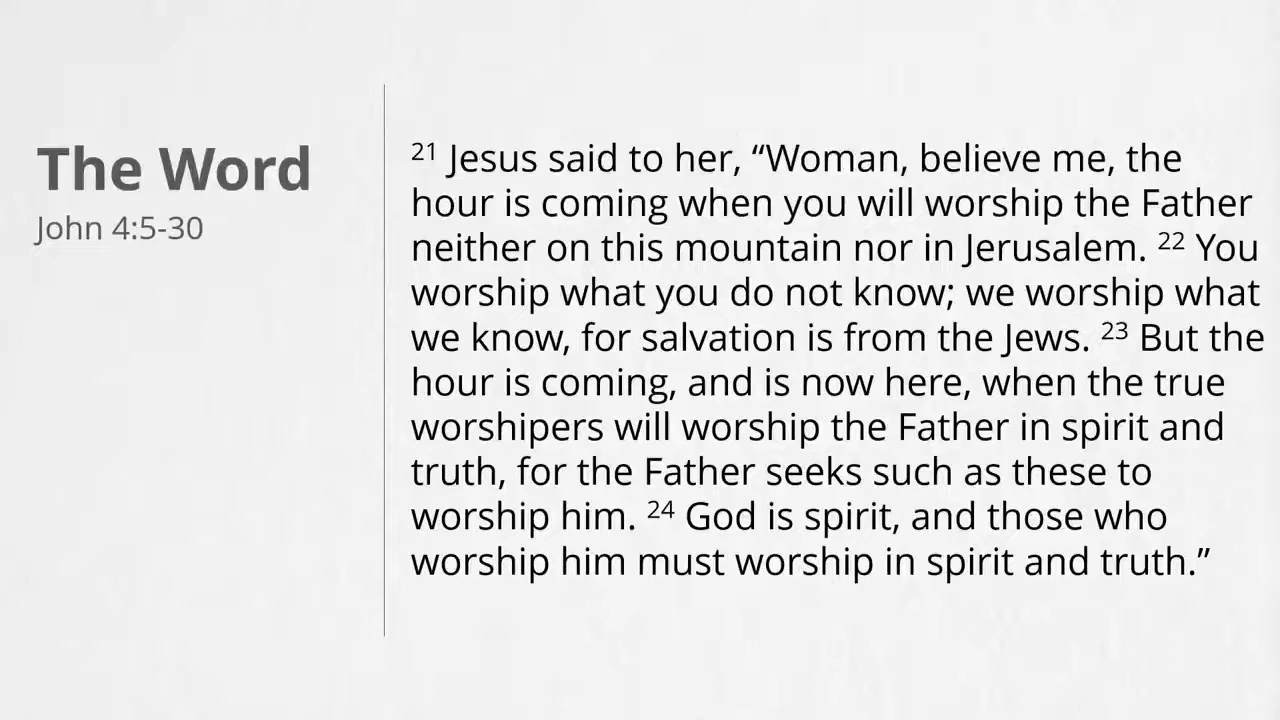 The Word
John 4:5-30
21 Jesus said to her, “Woman, believe me, the
hour is coming when you will worship the Father
neither on this mountain nor in Jerusalem. 22 You
worship what you do not know; we worship what
we know, for salvation is from the Jews. 23 But the
hour is coming, and is now here, when the true
worshipers will worship the Father in spirit and
truth, for the Father seeks such as these to
worship him. 24 God is spirit, and those who
worship him must worship in spirit and truth.”